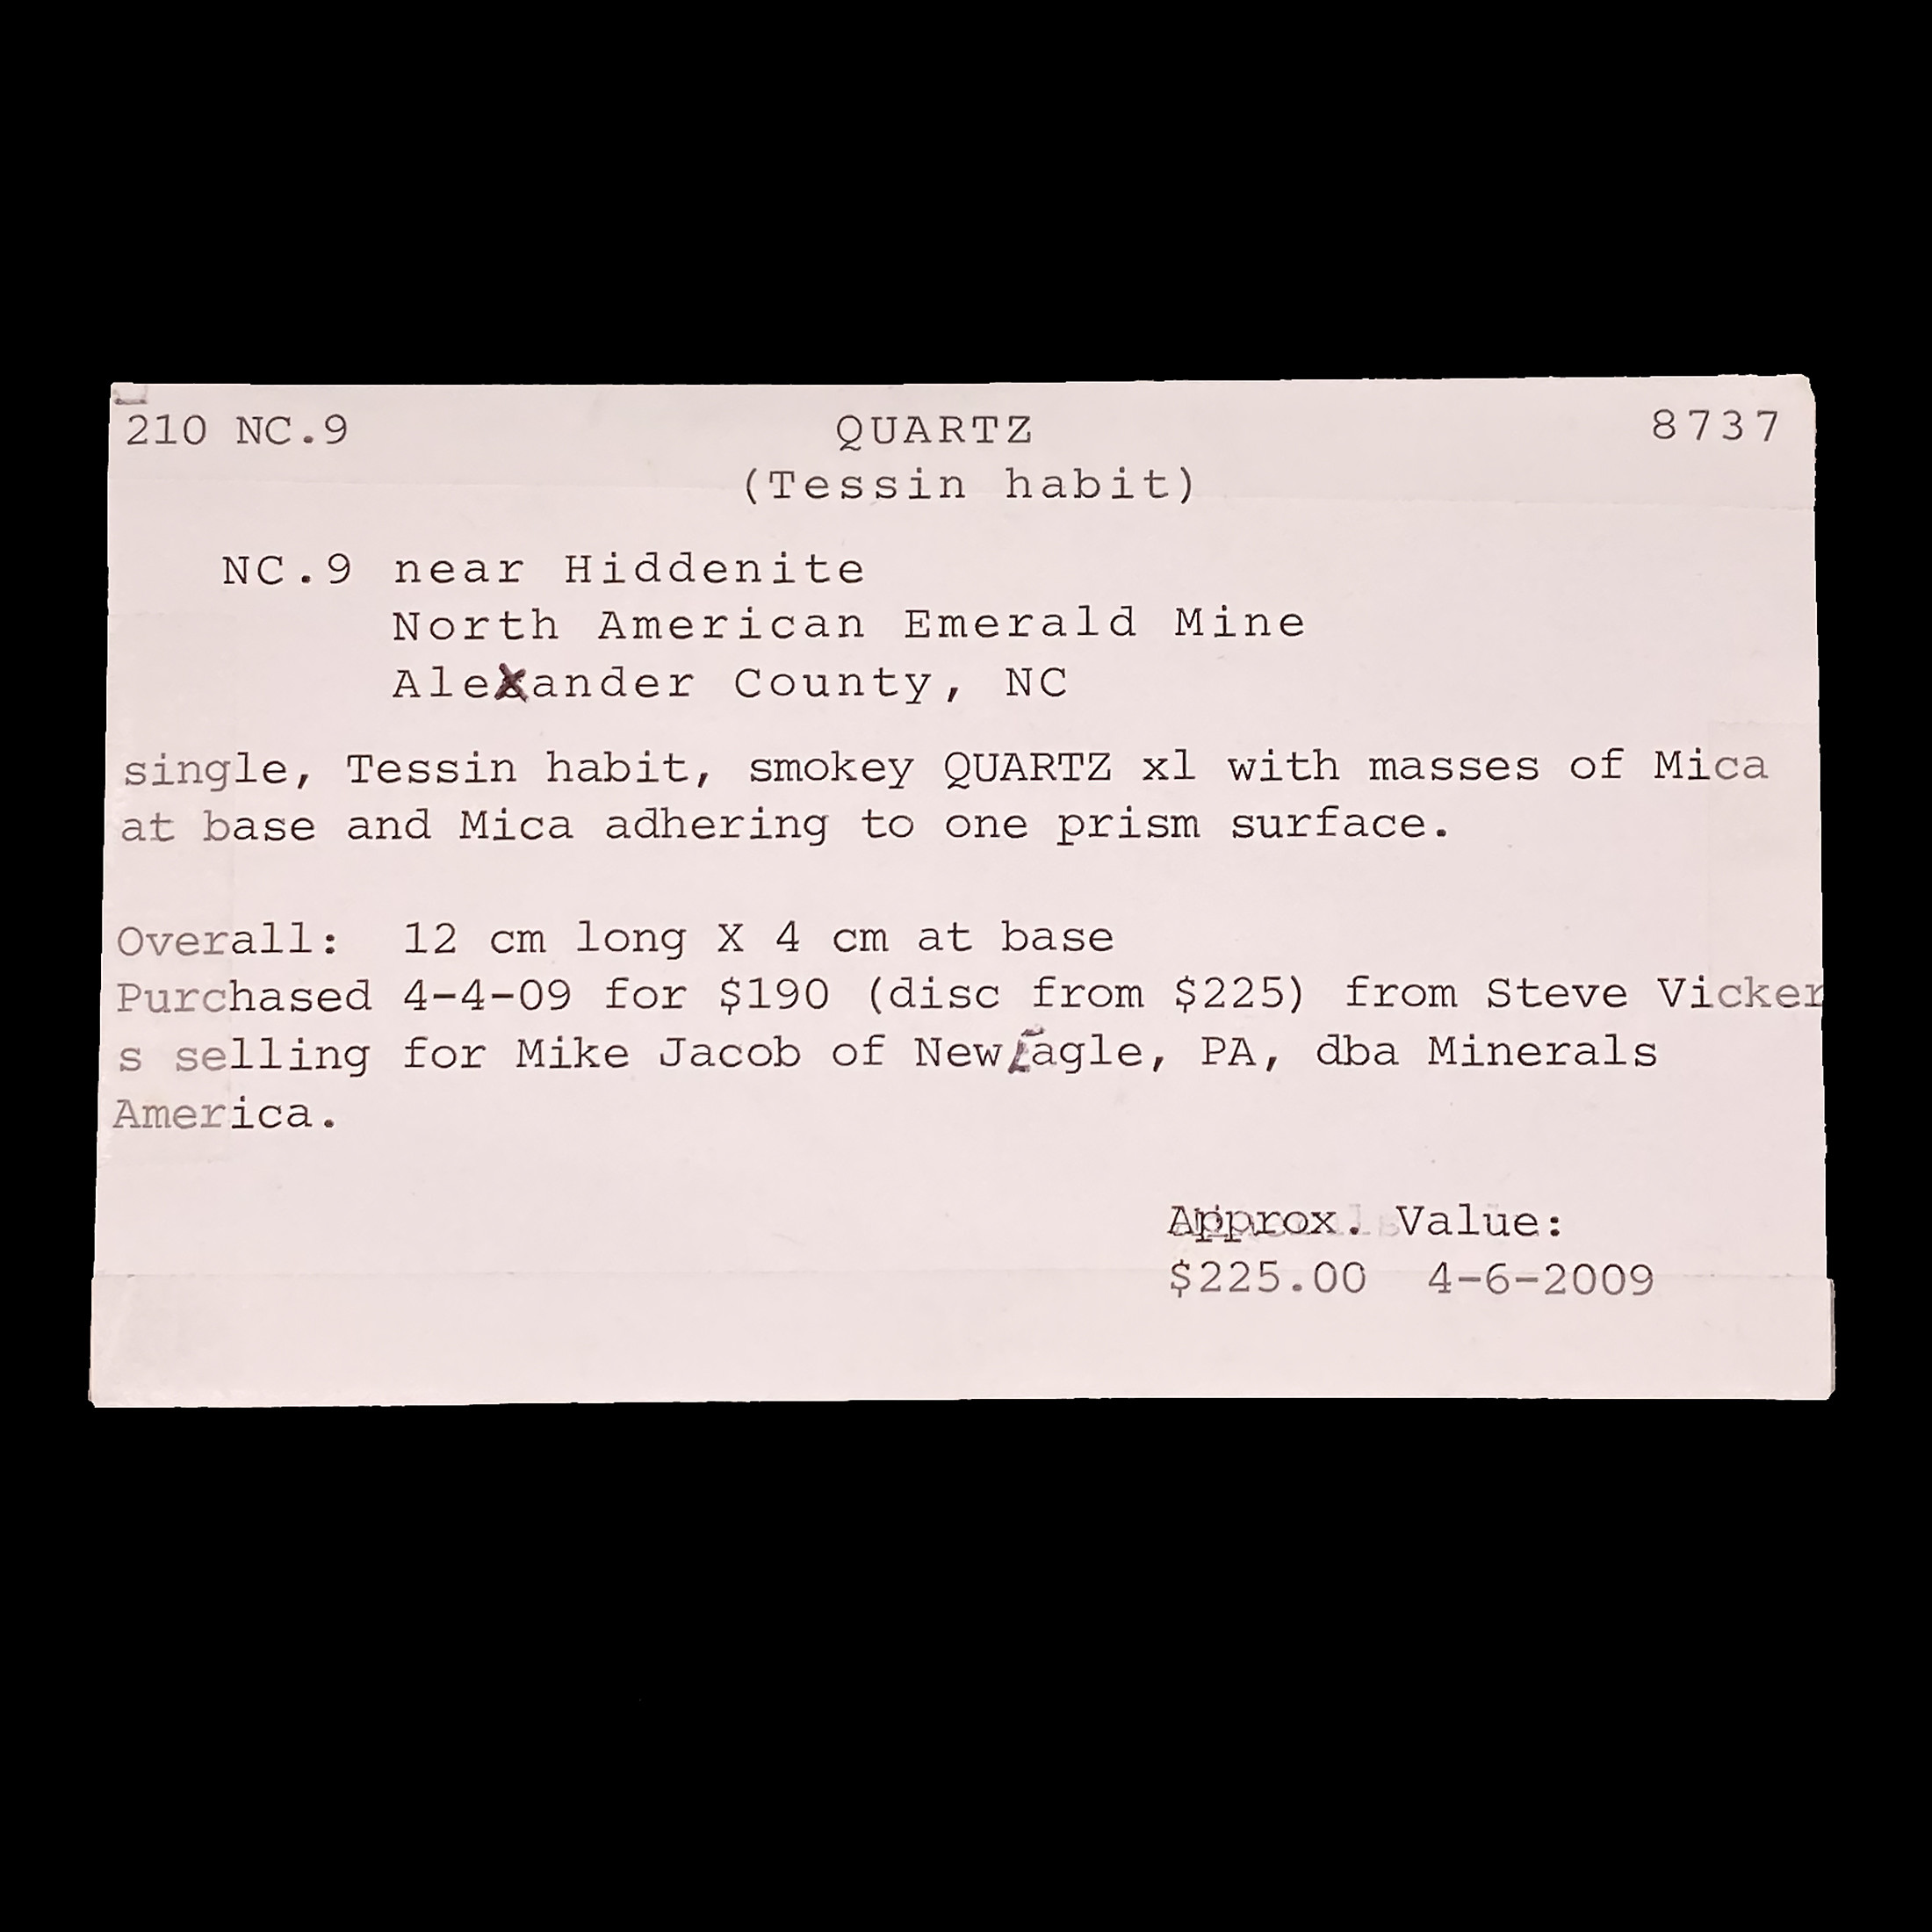 210 NC.9 QUARTZ 8737
(Tessin habit)
NC.9 near Hiddenite
North American Emerald Mine
Alexander County, NC
single, Tessin habit, smokey QUARTZ xl with masses of Mica
at base and Mica adhering to one prism surface.
Overall: 12 cm long X 4 cm at base
Purchased 4-4-09 for $190 (disc from $225) from Steve Vicker
s selling for Mike Jacob of New Eagle, PA, dba Minerals
America.
Approx. Value:
$225.00 4-6-2009